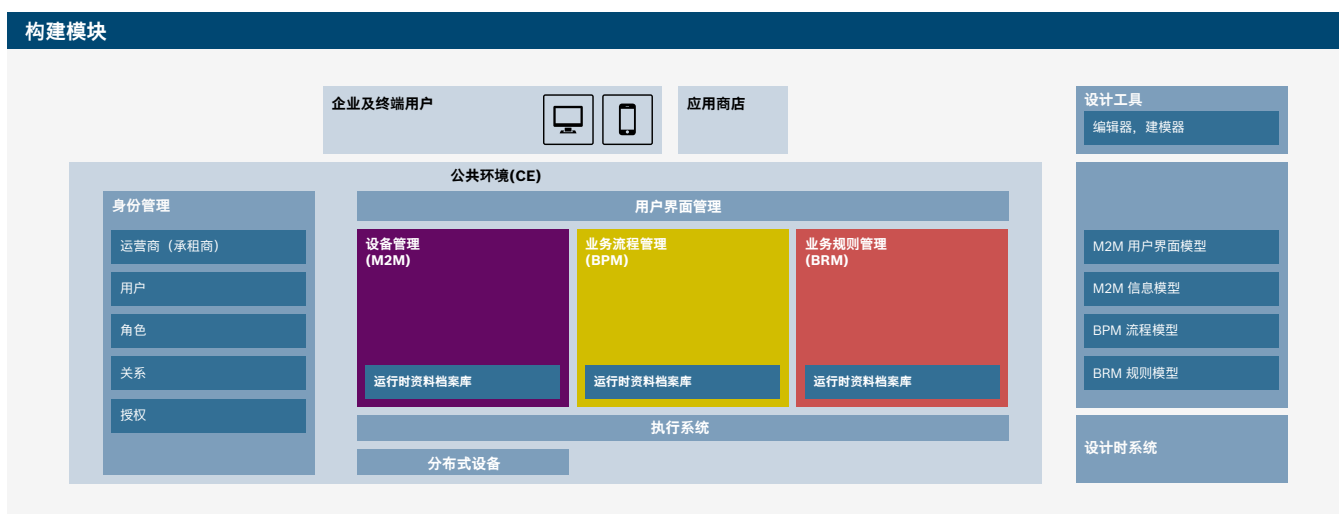 构建模块
企业及终端用户
应用商店
设计工具
编辑器，建模器
公共环境(CE)
身份管理
运营商（承租商）
用户
角色
关系
授权
用户界面管理
设备管理
(M2M)
运行时资料档案库
业务流程管理
(BPM)
运行时资料档案库
业务规则管理
(BRM)
运行时资料档案库
执行系统
分布式设备
M2M 用户界面模型
M2M 信息模型
BPM 流程模型
BRM 规则模型
设计时系统